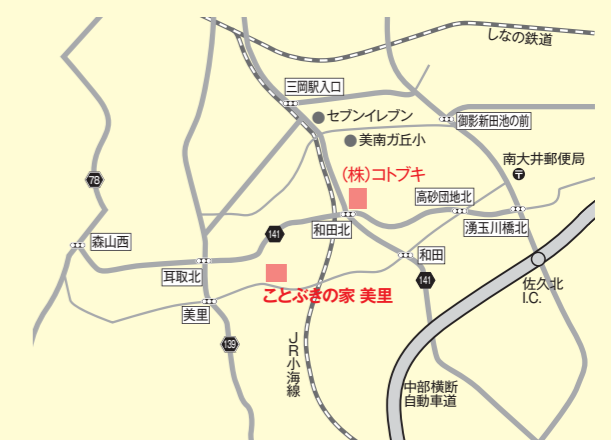 しなの鉄道
三岡駅入口
セブンイレブン
御影新田池の前
美南ガ丘小
南大井郵便局
〒
(株)コトブキ
78
高砂団地北
和田北
湧玉川橋北
141
森山西
和田
耳取北
141
佐久北
I.C.
ことぶきの家 美里
美里
139
JR小海線
中部横断
自動車道